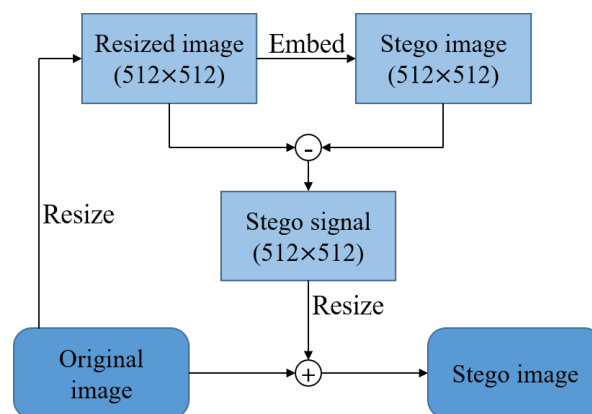 Resized image
(512×512)
Embed
Stego image
(512×512)
-
Stego signal
(512×512)
Resize
Resize
Original
image
+
Stego image